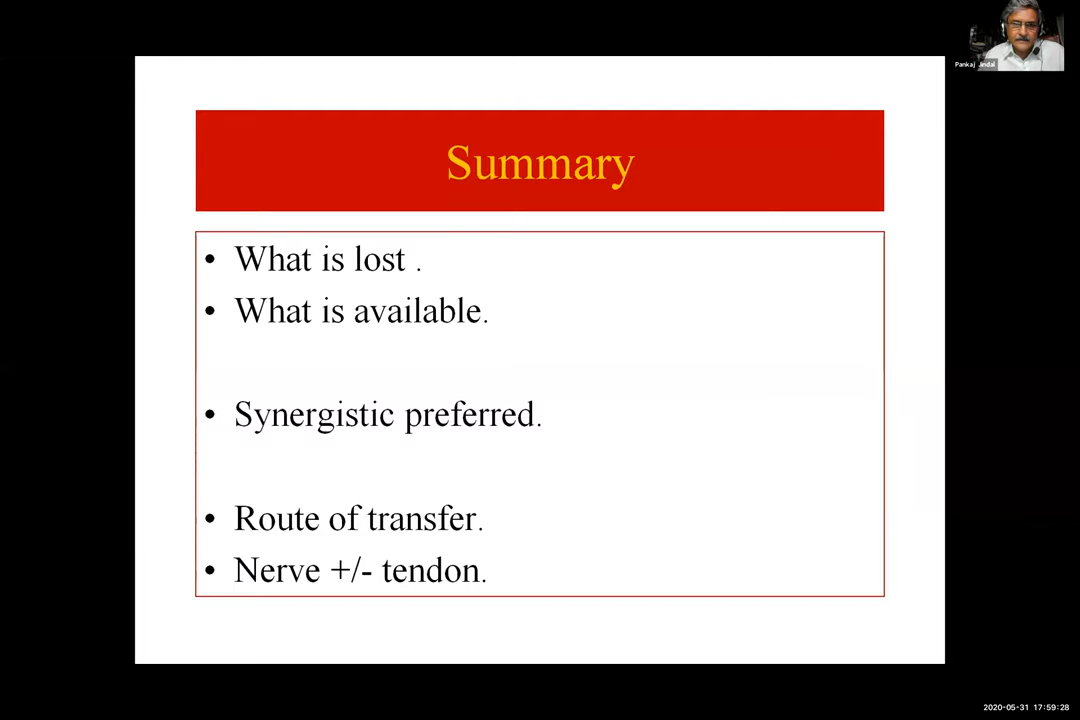 Pankaj Jindal
Summary
• What is lost .
• What is available.
• Synergistic preferred.
• Route of transfer.
• Nerve +/- tendon.
2020-05-31 17:59:28